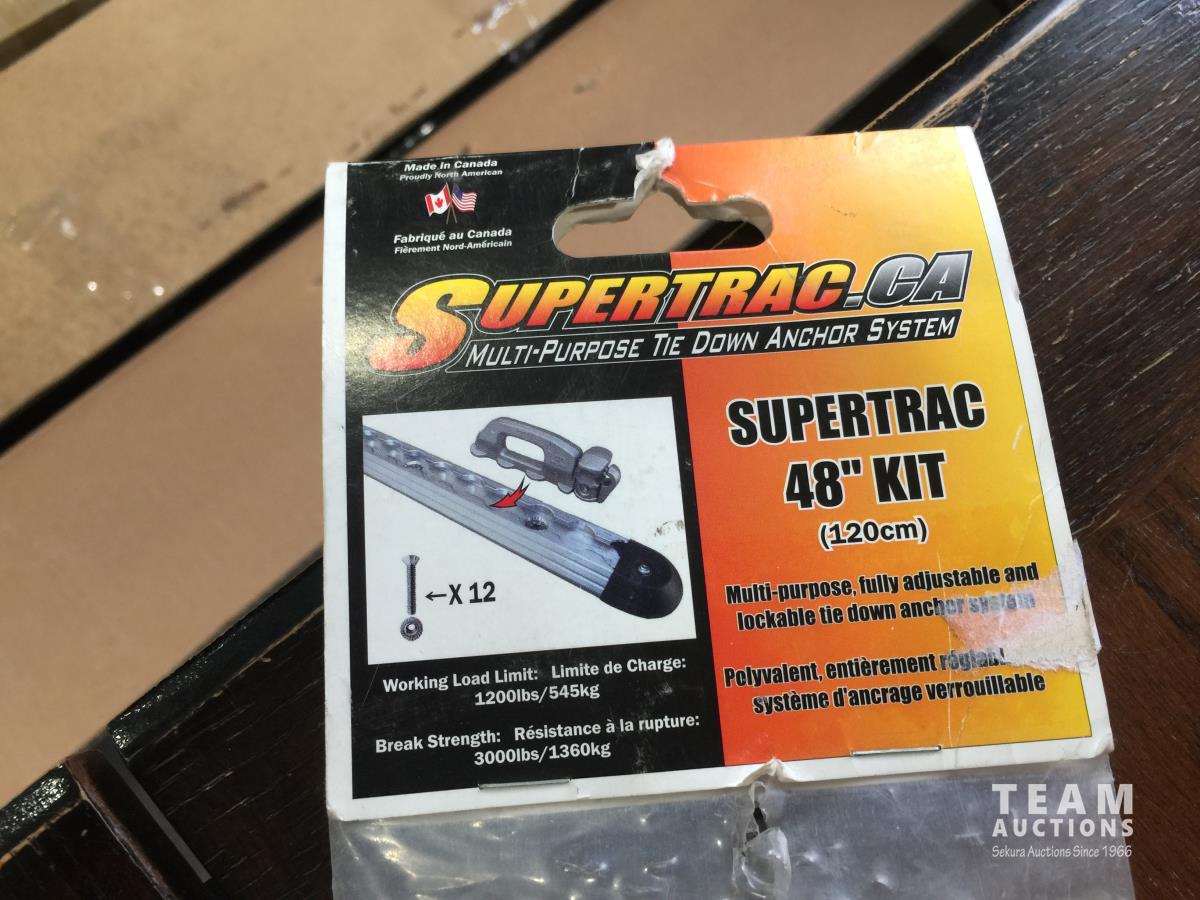 Made In Canada
Proudly North American
Fabriqué au Canada
Fièrement Nord-Américain
SUPERTRAC.CA
MULTI-PURPOSE TIE DOWN ANCHOR SYSTEM
SUPERTRAC
48" KIT
(120cm)
←X 12
Multi-purpose, fully adjustable and
lockable tie down anchor system
Polyvalent, entièrement
système d'ancrage verrouillable
Working Load Limit: Limite de Charge:
1200lbs/545kg
Break Strength: Résistance à la rupture:
3000lbs/1360kg
TEAM
AUCTIONS
Sekura Auctions Since 1966